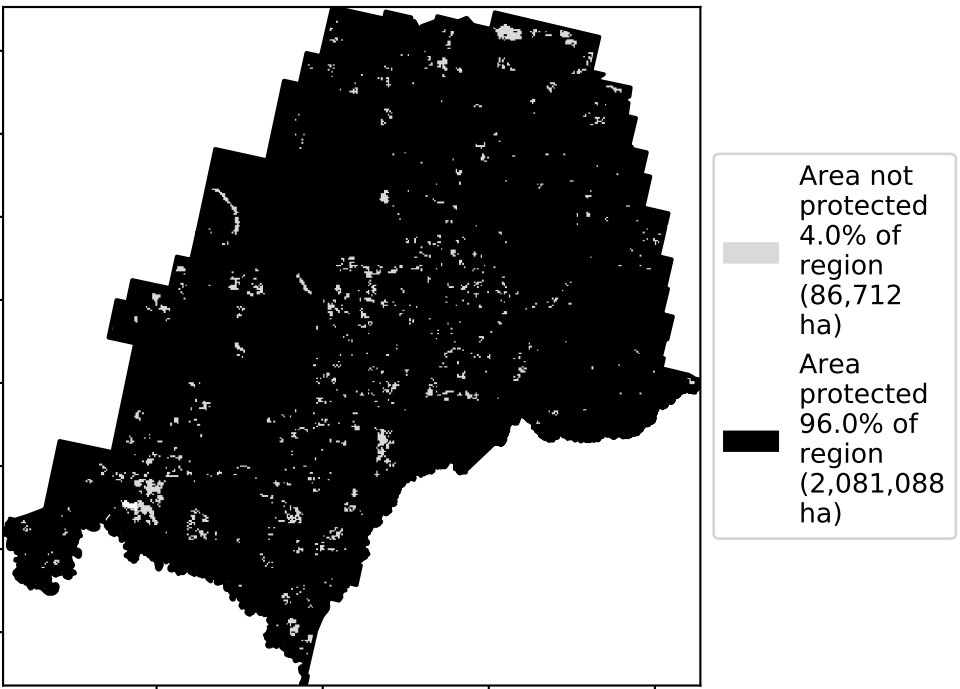 Area not
protected
4.0% of
region
(86,712
ha)
Area
protected
96.0% of
region
(2,081,088
ha)